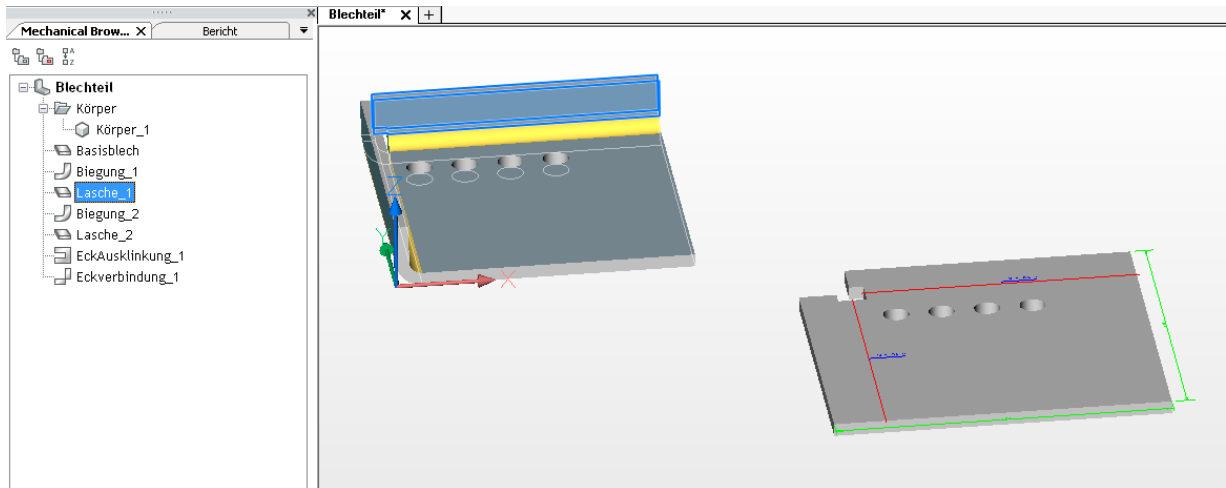 Mechanical Brow... X
Bericht
Blechteil* X +
A
Z
Blechteil
Körper
Körper_1
Basisblech
Biegung_1
Lasche_1
Biegung_2
Lasche_2
EckAusklinkung_1
Eckverbindung_1
Z
Y
X